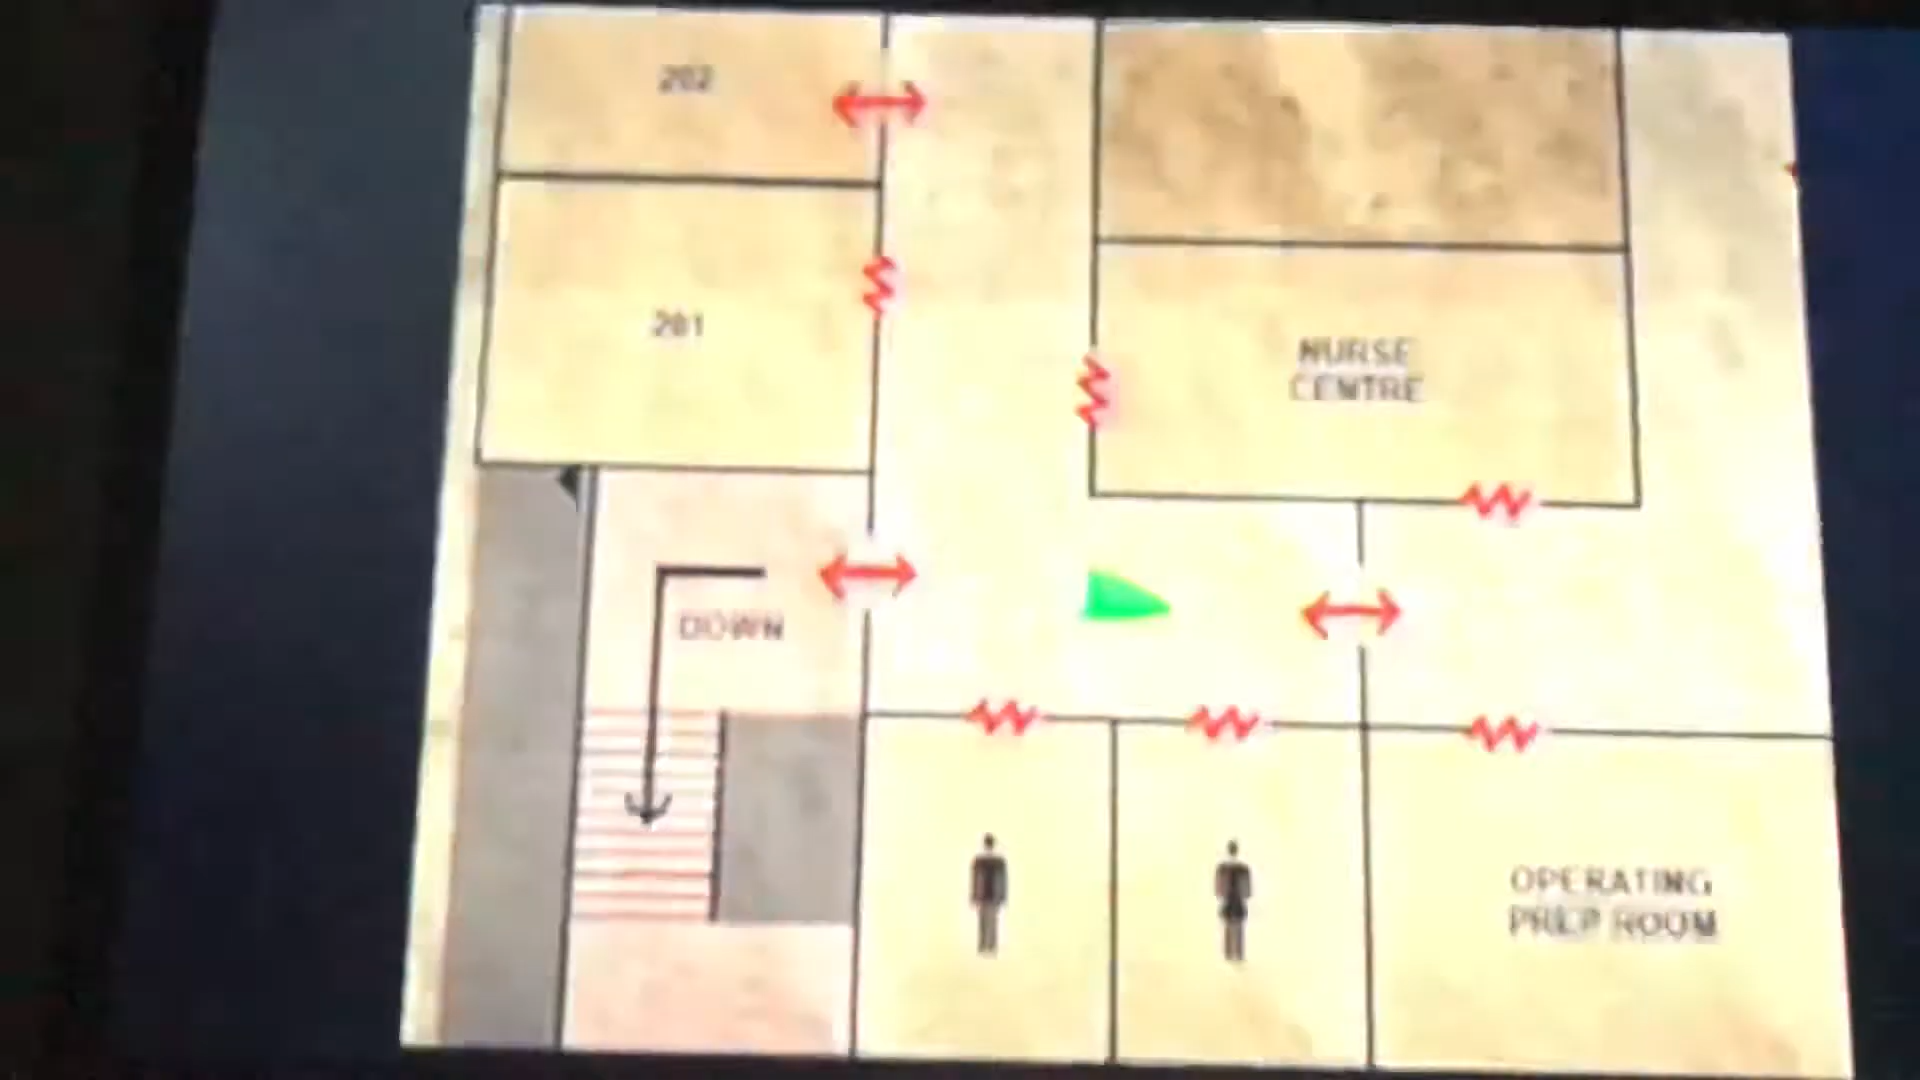 202
201
NURSE
CENTRE
DOWN
OPERATING
PREP ROOM